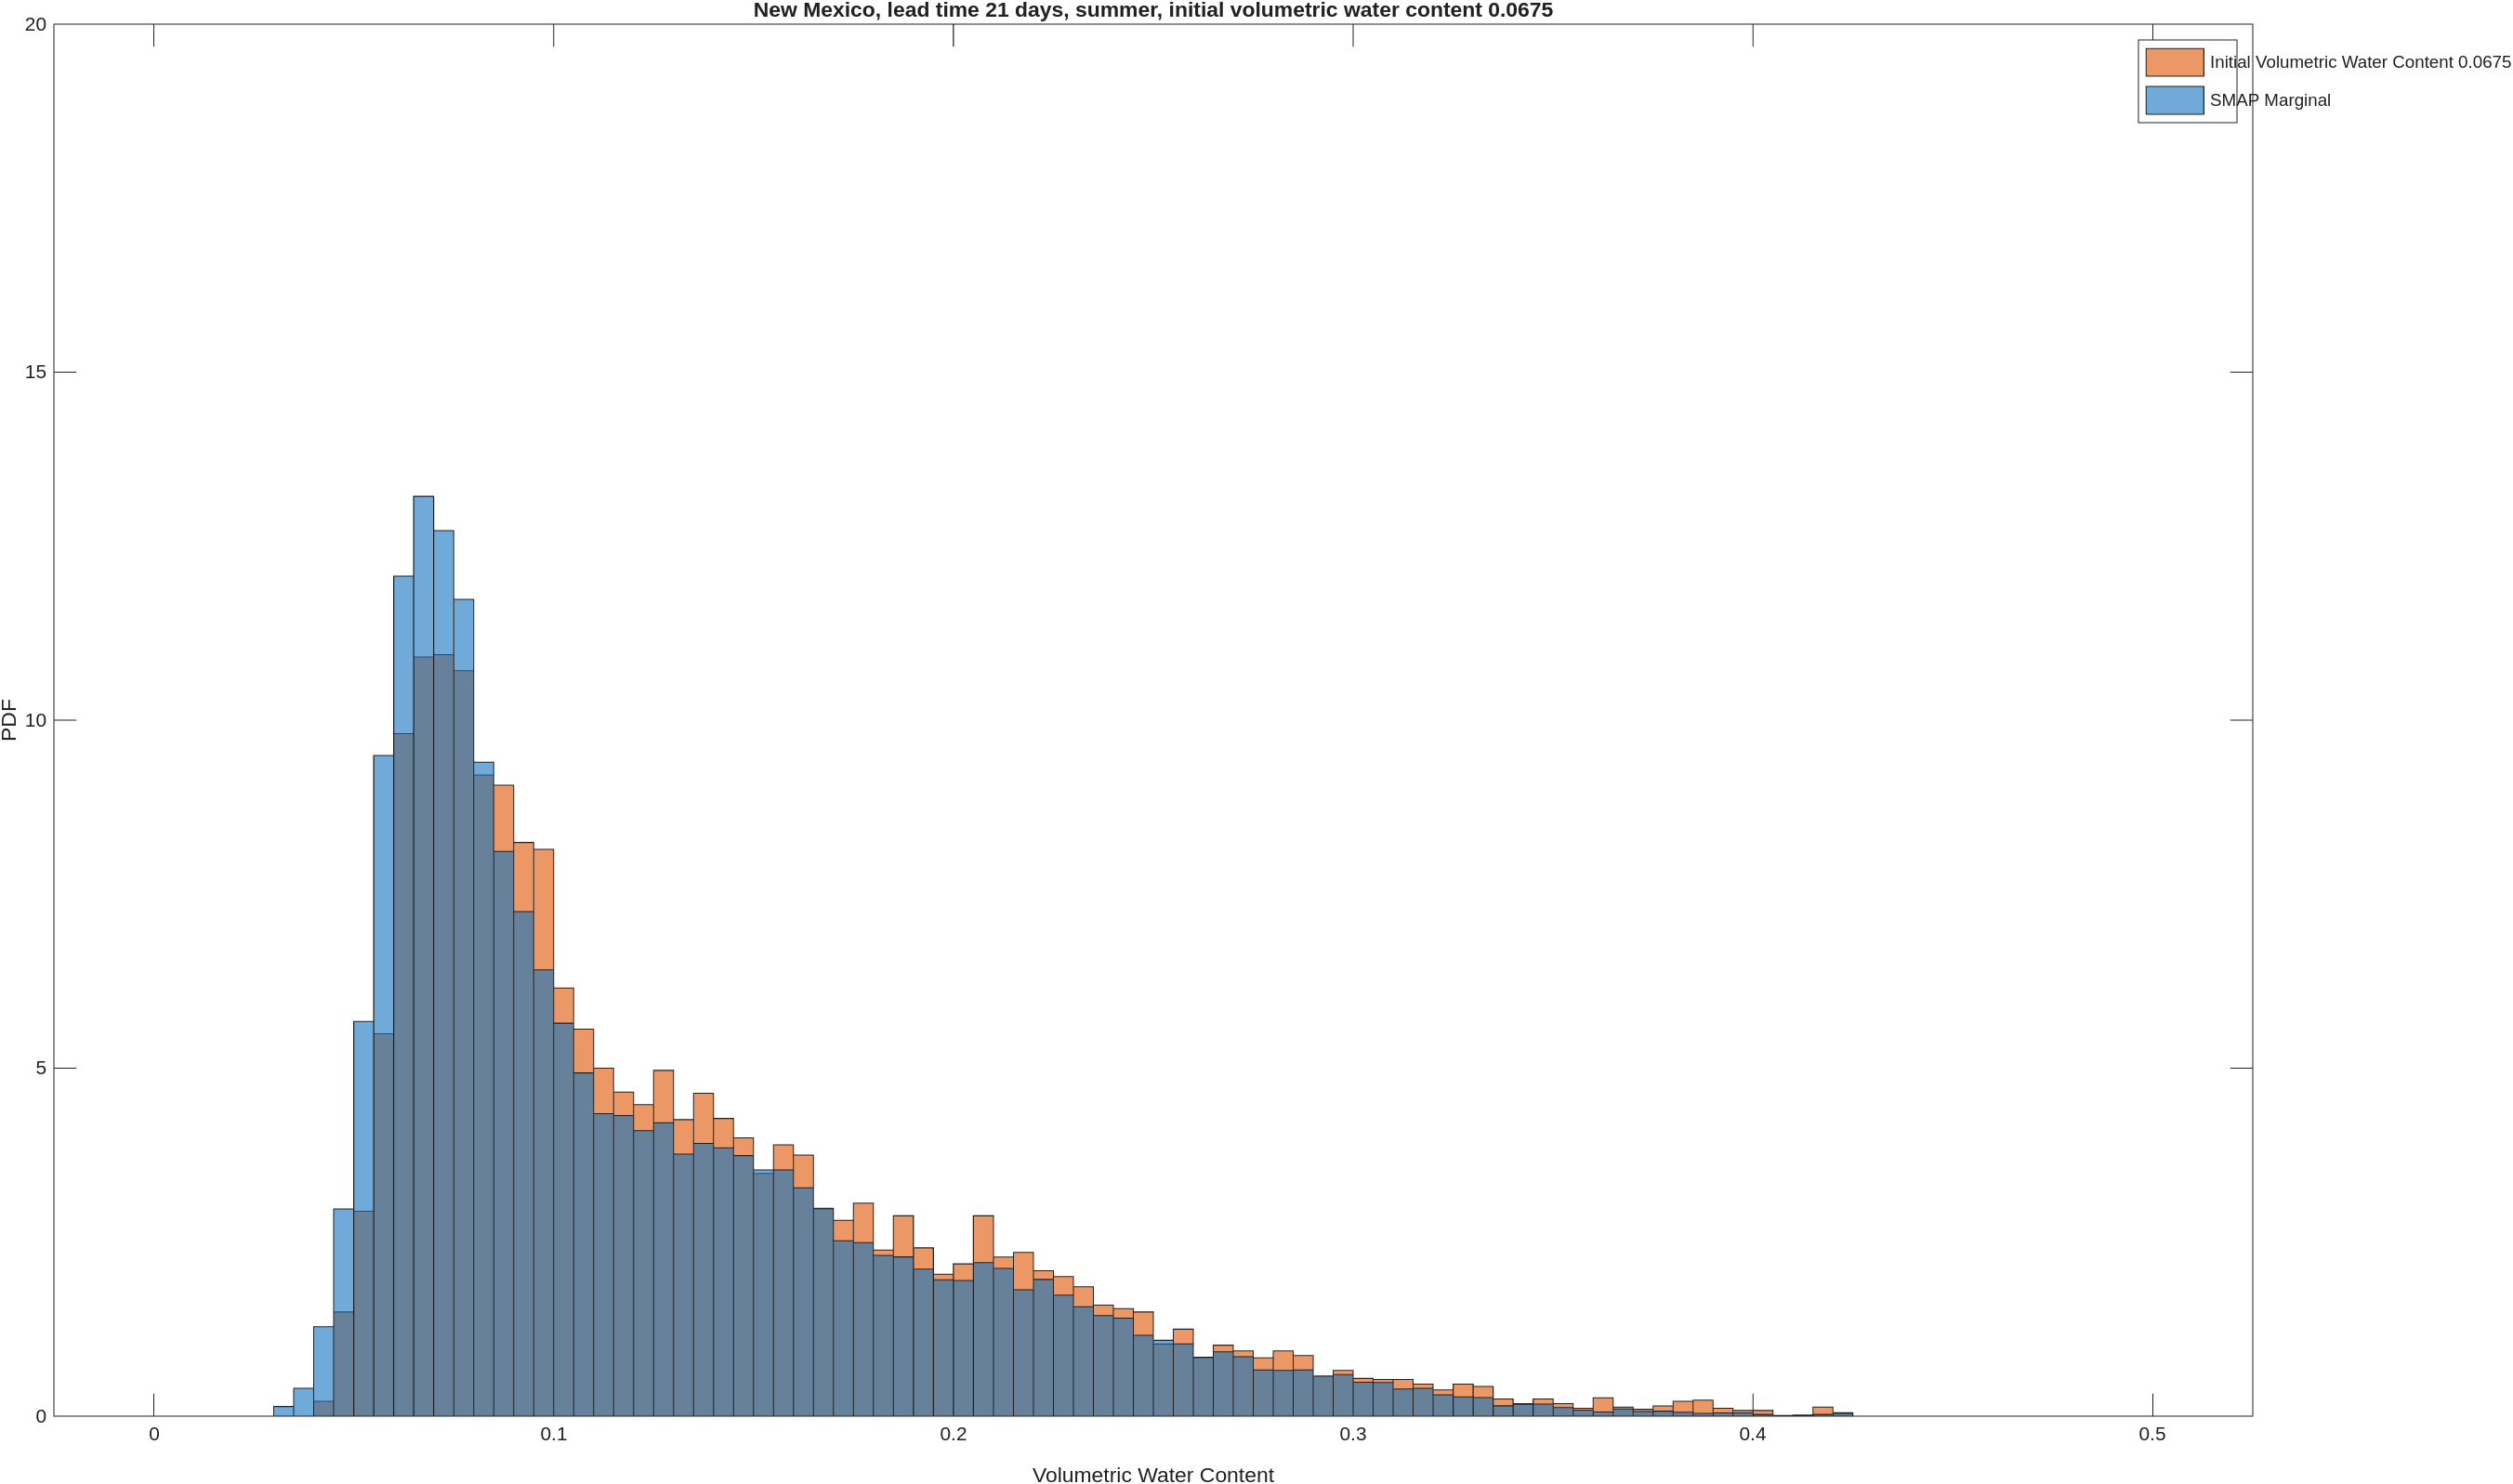 New Mexico, lead time 21 days, summer, initial volumetric water content 0.0675
20
Initial Volumetric Water Content 0.0675
SMAP Marginal
15
10
PDF
5
0
0 0.1 0.2 0.3 0.4 0.5
Volumetric Water Content